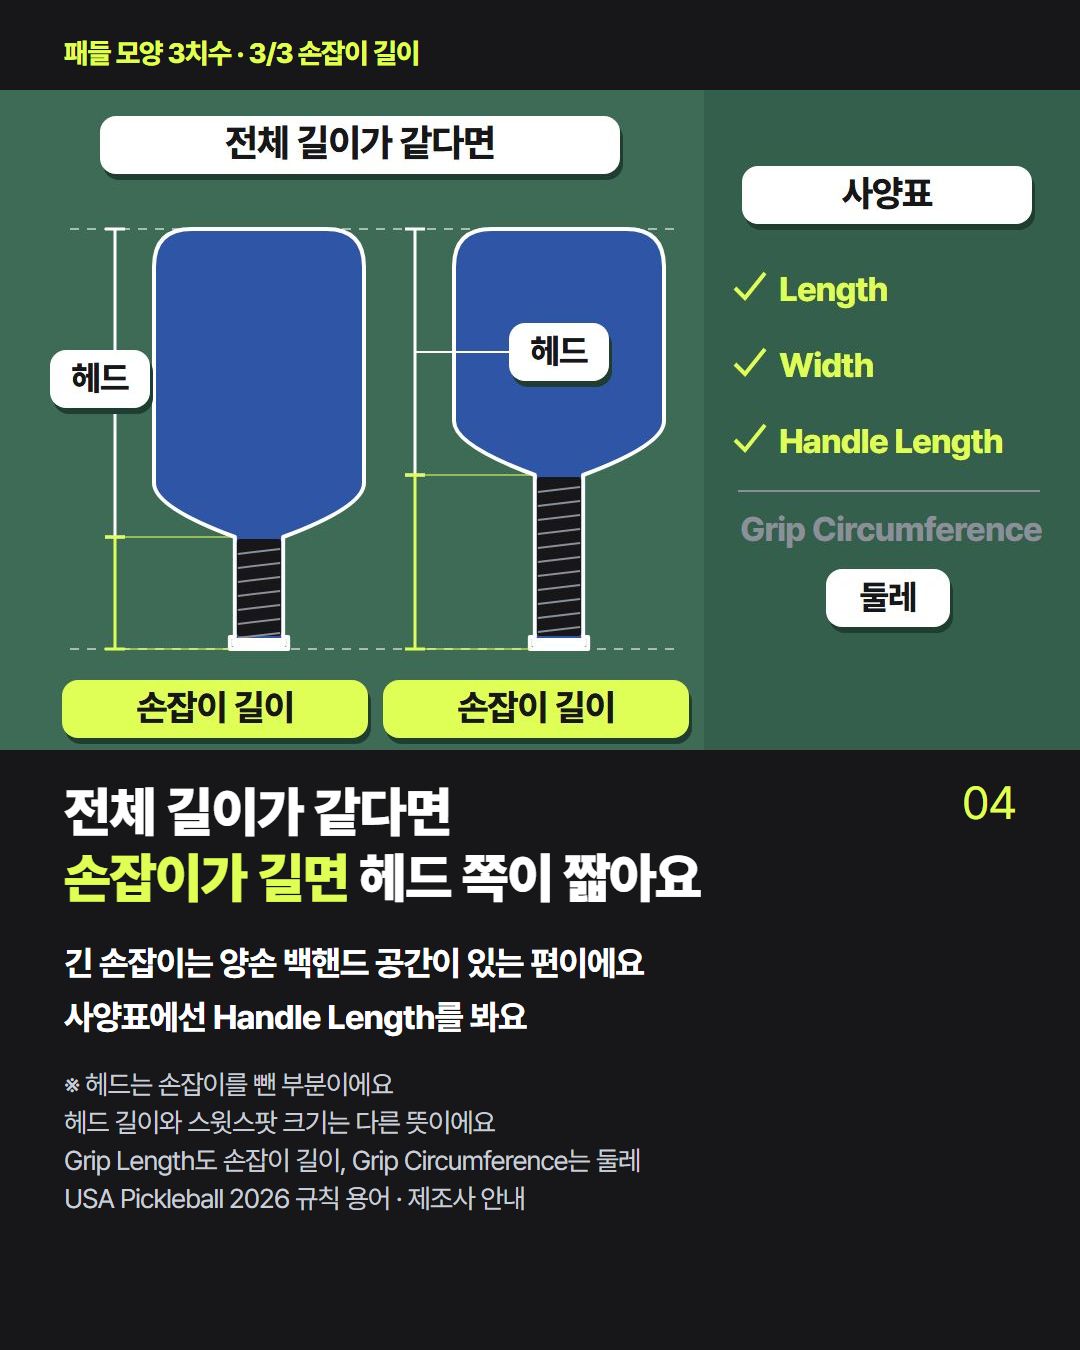 패들 모양 3치수 · 3/3 손잡이 길이
전체 길이가 같다면
헤드
헤드
손잡이 길이
손잡이 길이
사양표
Length
Width
Handle Length
Grip Circumference
둘레
전체 길이가 같다면
손잡이가 길면 헤드 쪽이 짧아요
04
긴 손잡이는 양손 백핸드 공간이 있는 편이에요
사양표에선 Handle Length를 봐요
※ 헤드는 손잡이를 뺀 부분이에요
헤드 길이와 스윗스팟 크기는 다른 뜻이에요
Grip Length도 손잡이 길이, Grip Circumference는 둘레
USA Pickleball 2026 규칙 용어 · 제조사 안내